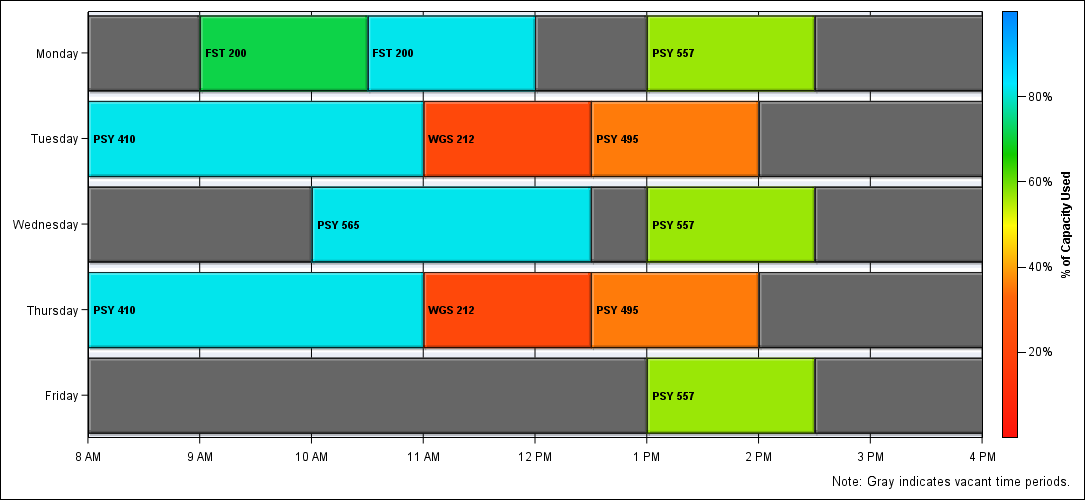 Monday
FST 200
FST 200
PSY 557
Tuesday
PSY 410
WGS 212
PSY 495
Wednesday
PSY 565
PSY 557
Thursday
PSY 410
WGS 212
PSY 495
Friday
PSY 557
8 AM
9 AM
10 AM
11 AM
12 PM
1 PM
2 PM
3 PM
4 PM
80%
60%
40%
20%
% of Capacity Used
Note: Gray indicates vacant time periods.